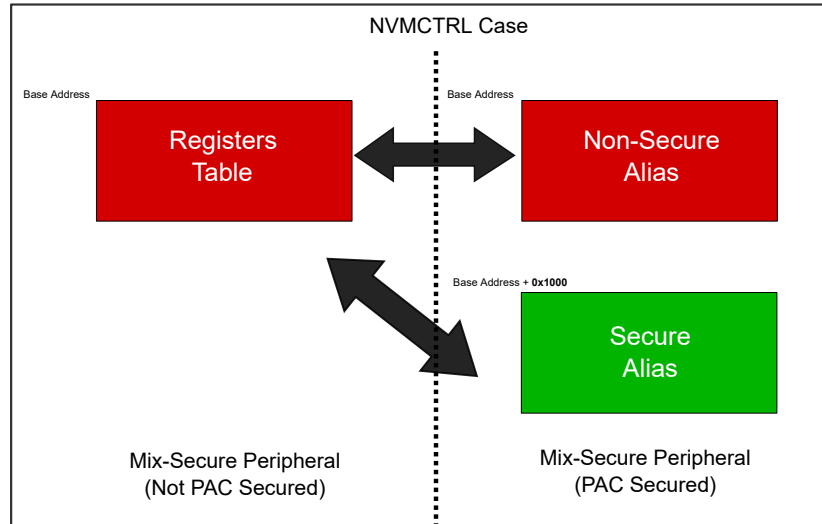 NVMCTRL Case
Base Address
Registers
Table
Base Address
Non-Secure
Alias
Base Address + 0x1000
Secure
Alias
Mix-Secure Peripheral
(Not PAC Secured)
Mix-Secure Peripheral
(PAC Secured)